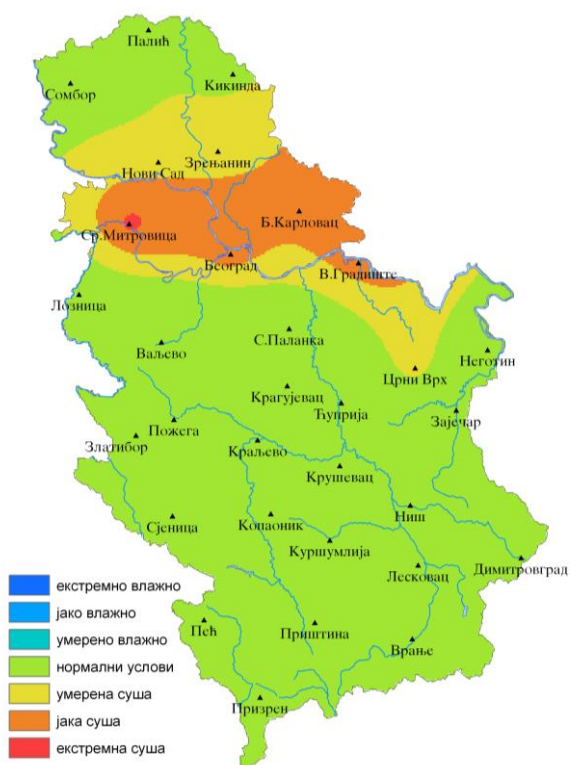 Палић
Кикинда
Сомбор
Зрењанин
Нови Сад
Б.Карловац
Ср.Митровица
Београд
В.Градиште
Лозница
С.Паланка
Ваљево
Неготин
Црни Врх
Крагујевац
Ћуприја
Зајечар
Пожега
Златибор
Краљево
Крушевац
Ниш
Сјеница
Копаоник
Куршумлија
Димитровград
Лесковац
Пећ
Приштина
Врање
Призрен
екстремно влажно
јако влажно
умерено влажно
нормални услови
умерена суша
јака суша
екстремна суша